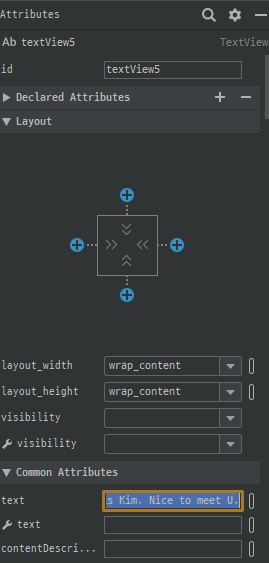 Attributes
Ab textView5 TextView
id textView5
Declared Attributes
Layout
layout_width wrap_content
layout_height wrap_content
visibility
visibility
Common Attributes
text s Kim. Nice to meet U.
text
contentDescri...